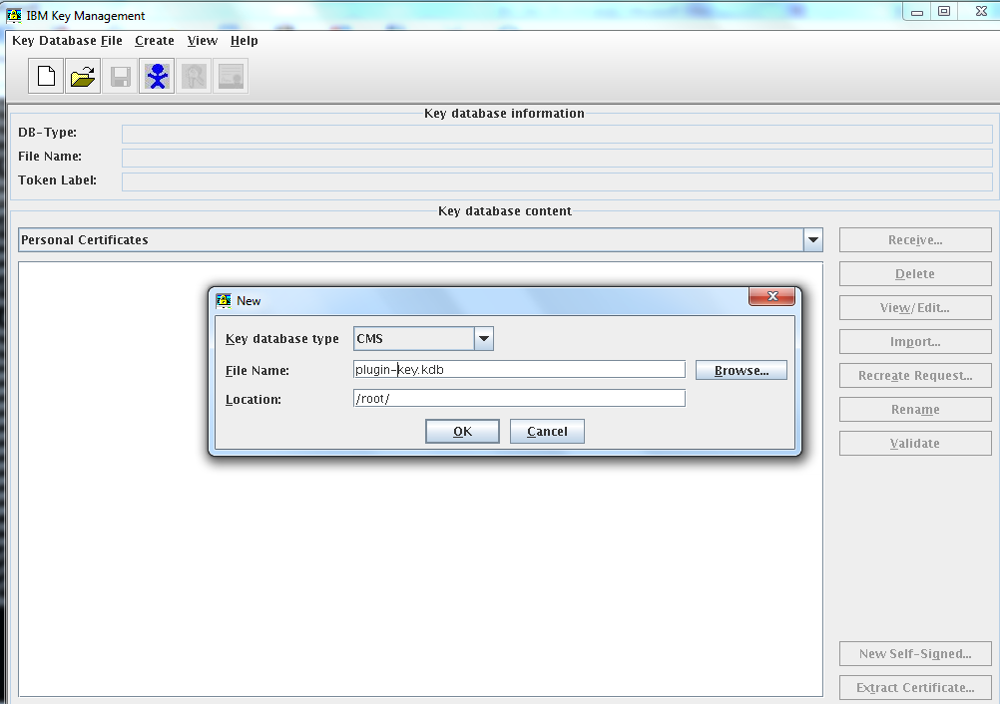 IBM Key Management
Key Database File Create View Help
Key database information
DB-Type:
File Name:
Token Label:
Key database content
Personal Certificates
Receive...
Delete
View/Edit...
Import...
Recreate Request...
Rename
Validate
New Self-Signed...
Extract Certificate...
New
Key database type CMS
File Name: plugin-key.kdb Browse...
Location: /root/
OK Cancel